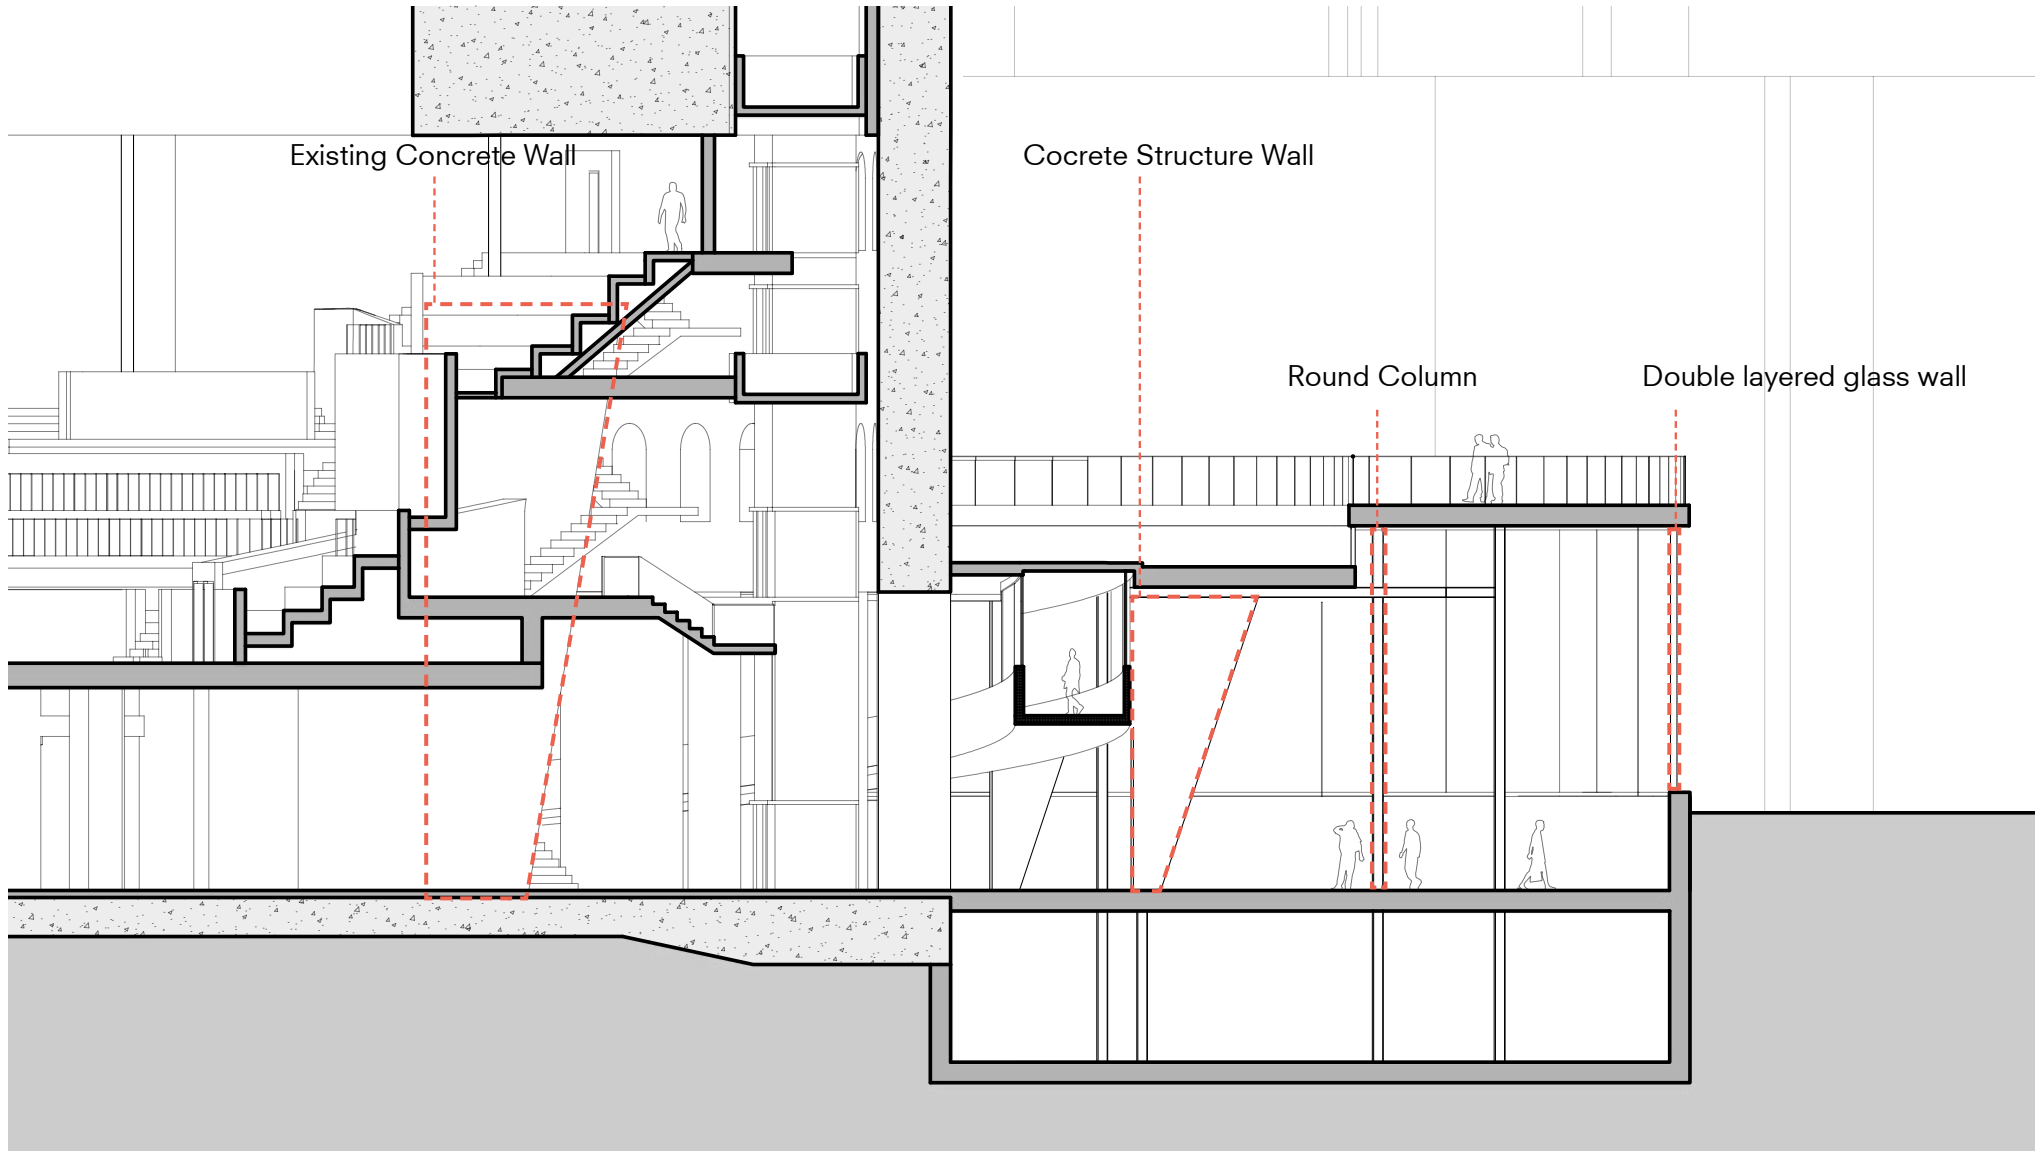 Existing Concrete Wall
Cocrete Structure Wall
Round Column
Double layered glass wall